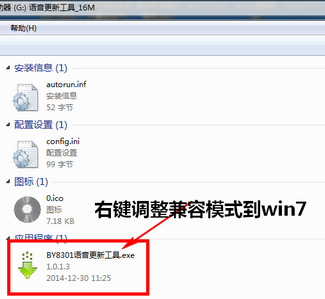 动器 (G:) 语音更新工具_16M
帮助(H)
安装信息 (1)
autorun.inf
安装信息
52 字节
配置设置 (1)
config.ini
配置设置
99 字节
图标 (1)
0.ico
图标
7.18 KB
右键调整兼容模式到win7
应用程序 (1)
BY8301语音更新工具.exe
1.0.1.3
2014-12-30 11:25